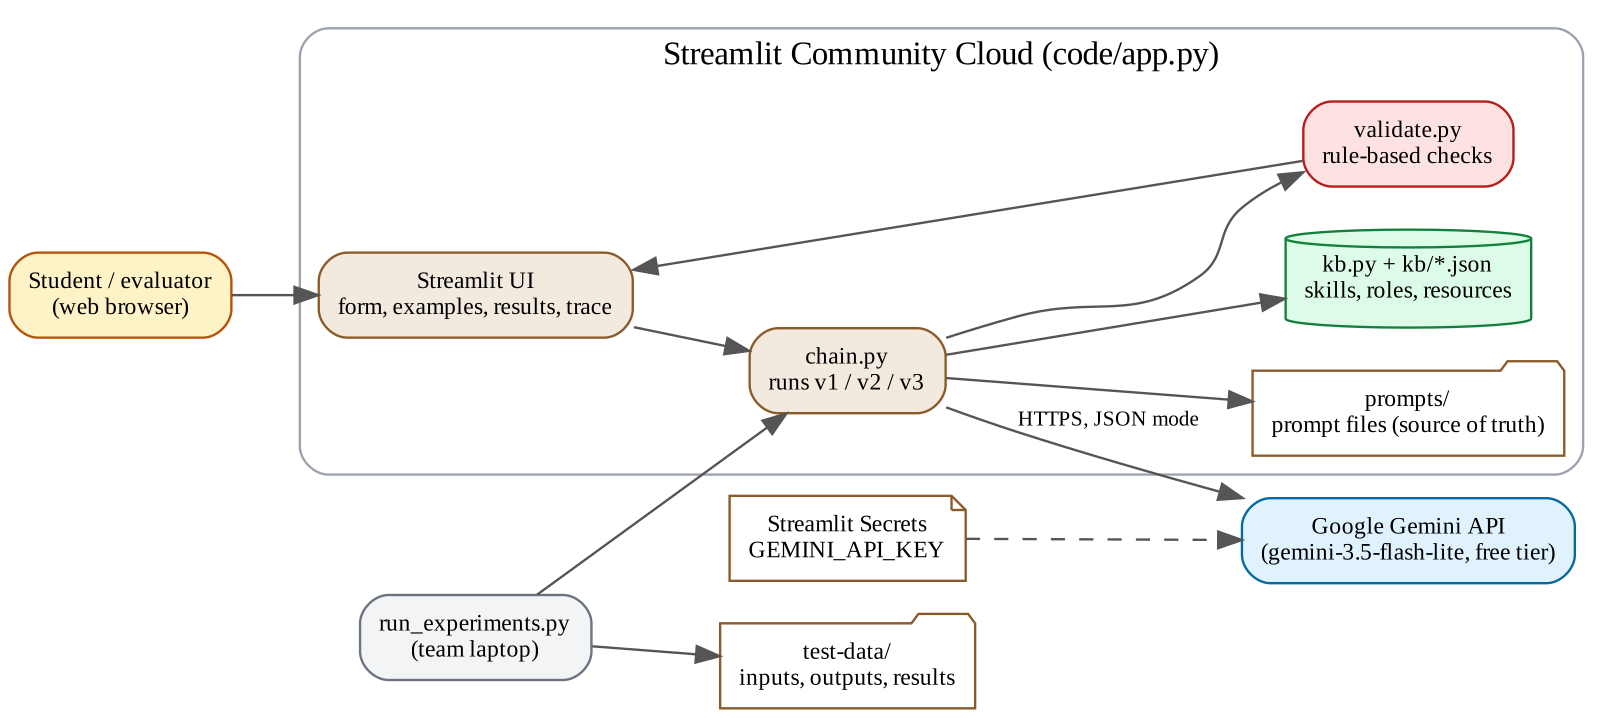 Streamlit Community Cloud (code/app.py)
validate.py
rule-based checks
kb.py + kb/*.json
skills, roles, resources
Student / evaluator
(web browser)
Streamlit UI
form, examples, results, trace
chain.py
runs v1 / v2 / v3
prompts/
prompt files (source of truth)
HTTPS, JSON mode
Streamlit Secrets
GEMINI_API_KEY
Google Gemini API
(gemini-3.5-flash-lite, free tier)
run_experiments.py
(team laptop)
test-data/
inputs, outputs, results